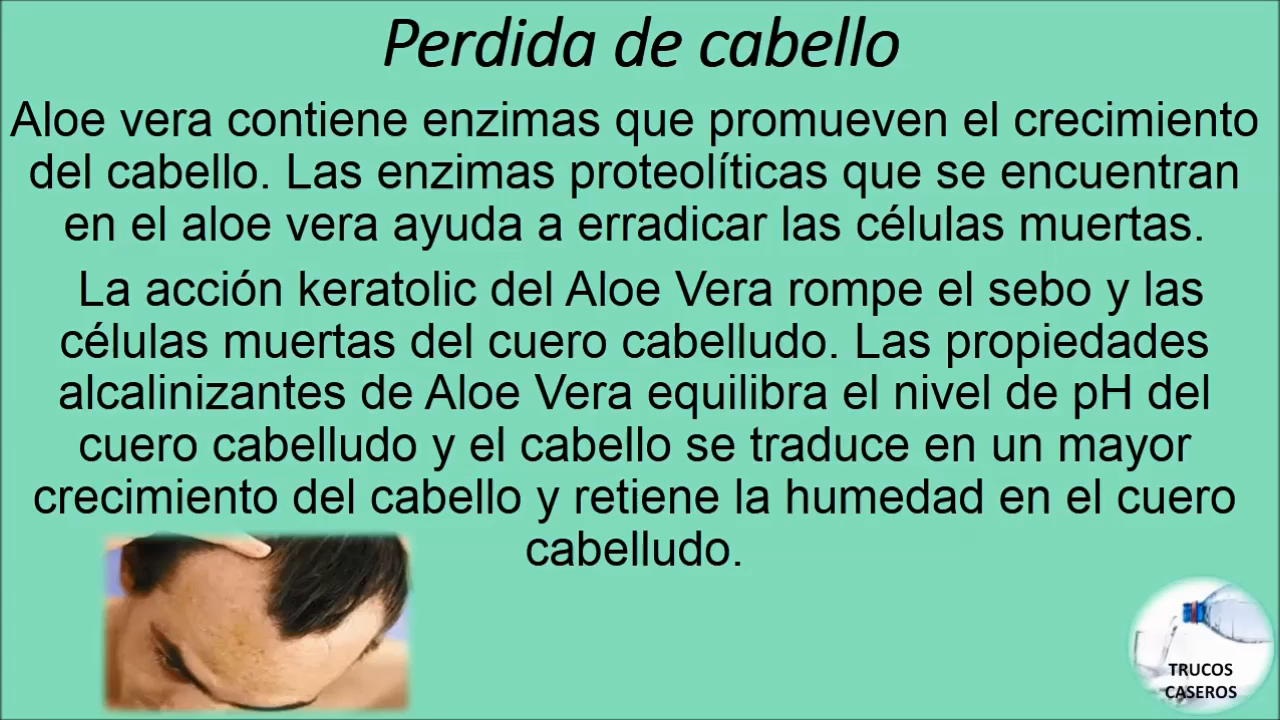 Perdida de cabello
Aloe vera contiene enzimas que promueven el crecimiento
del cabello. Las enzimas proteolíticas que se encuentran
en el aloe vera ayuda a erradicar las células muertas.
La acción keratolic del Aloe Vera rompe el sebo y las
células muertas del cuero cabelludo. Las propiedades
alcalinizantes de Aloe Vera equilibra el nivel de pH del
cuero cabelludo y el cabello se traduce en un mayor
crecimiento del cabello y retiene la humedad en el cuero
cabelludo.
TRUCOS
CASEROS